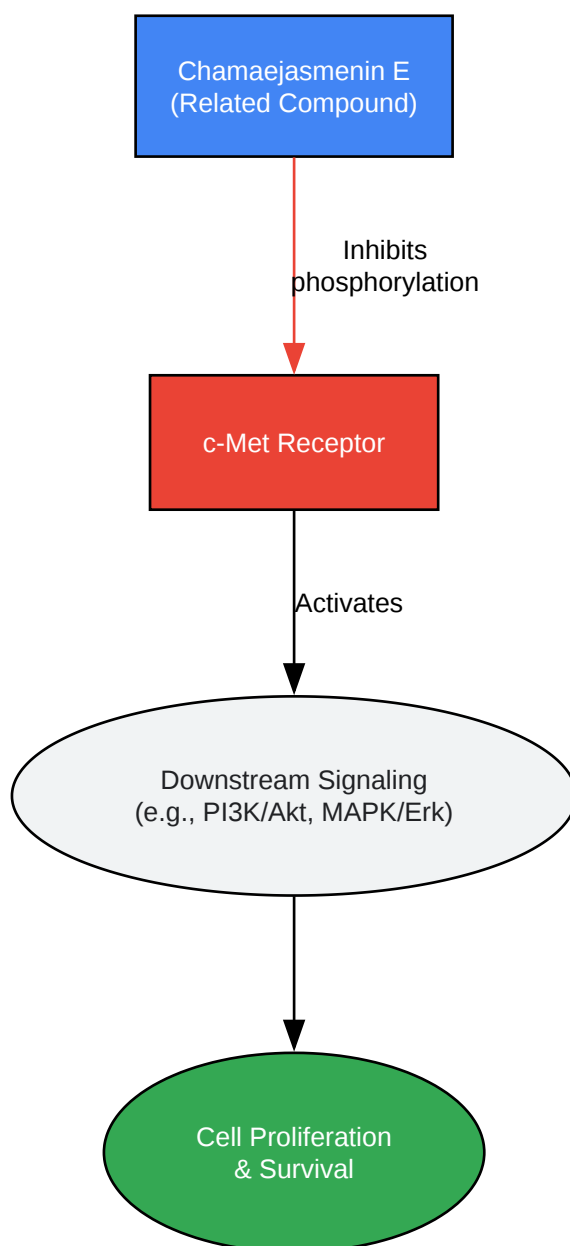 Chamaejasmenin E
(Related Compound)
Inhibits
phosphorylation
c-Met Receptor
Activates
Downstream Signaling
(e.g., PI3K/Akt, MAPK/Erk)
Cell Proliferation
& Survival